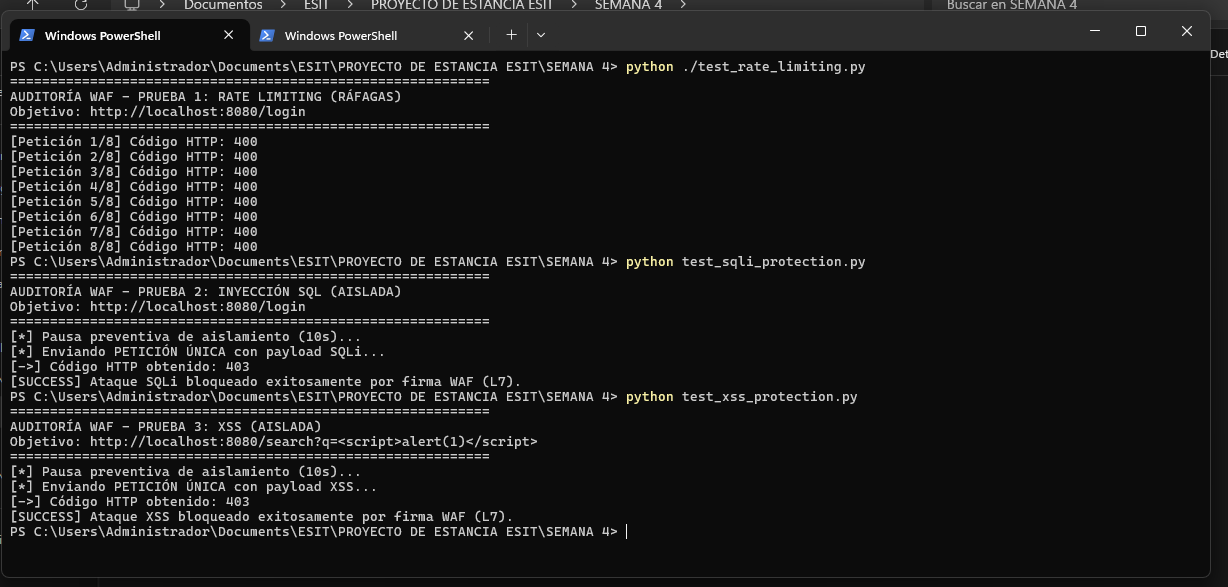 Documentos > ESIT > PROYECTO DE ESTANCIA ESIT > SEMANA 4 >
Buscar en SEMANA 4
Windows PowerShell
Windows PowerShell
Det
PS C:\Users\Administrador\Documents\ESIT\PROYECTO DE ESTANCIA ESIT\SEMANA 4> python ./test_rate_limiting.py
============================================================
AUDITORÍA WAF - PRUEBA 1: RATE LIMITING (RÁFAGAS)
Objetivo: http://localhost:8080/login
============================================================
[Petición 1/8] Código HTTP: 400
[Petición 2/8] Código HTTP: 400
[Petición 3/8] Código HTTP: 400
[Petición 4/8] Código HTTP: 400
[Petición 5/8] Código HTTP: 400
[Petición 6/8] Código HTTP: 400
[Petición 7/8] Código HTTP: 400
[Petición 8/8] Código HTTP: 400
PS C:\Users\Administrador\Documents\ESIT\PROYECTO DE ESTANCIA ESIT\SEMANA 4> python test_sqli_protection.py
============================================================
AUDITORÍA WAF - PRUEBA 2: INYECCIÓN SQL (AISLADA)
Objetivo: http://localhost:8080/login
============================================================
[*] Pausa preventiva de aislamiento (10s)...
[*] Enviando PETICIÓN ÚNICA con payload SQLi...
[->] Código HTTP obtenido: 403
[SUCCESS] Ataque SQLi bloqueado exitosamente por firma WAF (L7).
PS C:\Users\Administrador\Documents\ESIT\PROYECTO DE ESTANCIA ESIT\SEMANA 4> python test_xss_protection.py
============================================================
AUDITORÍA WAF - PRUEBA 3: XSS (AISLADA)
Objetivo: http://localhost:8080/search?q=<script>alert(1)</script>
============================================================
[*] Pausa preventiva de aislamiento (10s)...
[*] Enviando PETICIÓN ÚNICA con payload XSS...
[->] Código HTTP obtenido: 403
[SUCCESS] Ataque XSS bloqueado exitosamente por firma WAF (L7).
PS C:\Users\Administrador\Documents\ESIT\PROYECTO DE ESTANCIA ESIT\SEMANA 4>